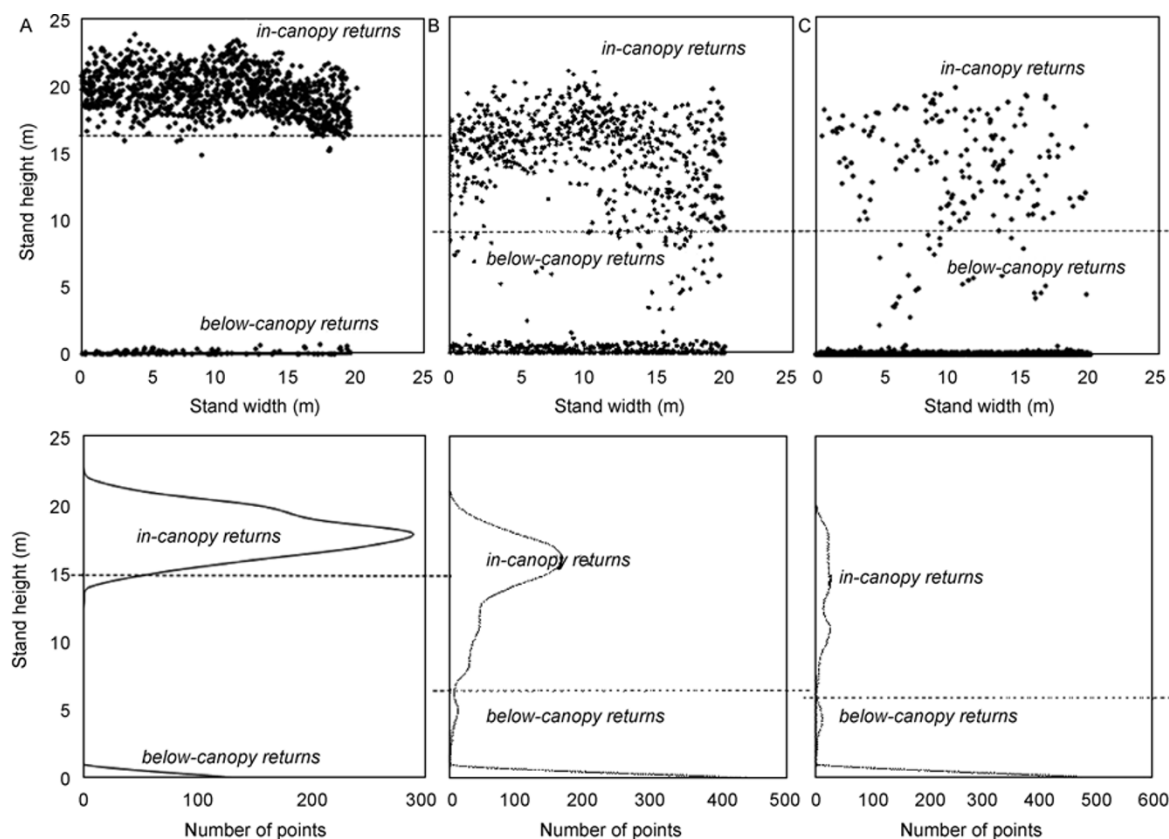 A
B
C
in-canopy returns
in-canopy returns
in-canopy returns
25
20
15
10
5
0
Stand height (m)
below-canopy returns
below-canopy returns
below-canopy returns
0 5 10 15 20 25
0 5 10 15 20 25
0 5 10 15 20 25
Stand width (m)
Stand width (m)
Stand width (m)
25
20
15
10
5
0
Stand height (m)
in-canopy returns
in-canopy returns
in-canopy returns
below-canopy returns
below-canopy returns
below-canopy returns
0 100 200 300
0 100 200 300 400 500
0 100 200 300 400 500 600
Number of points
Number of points
Number of points